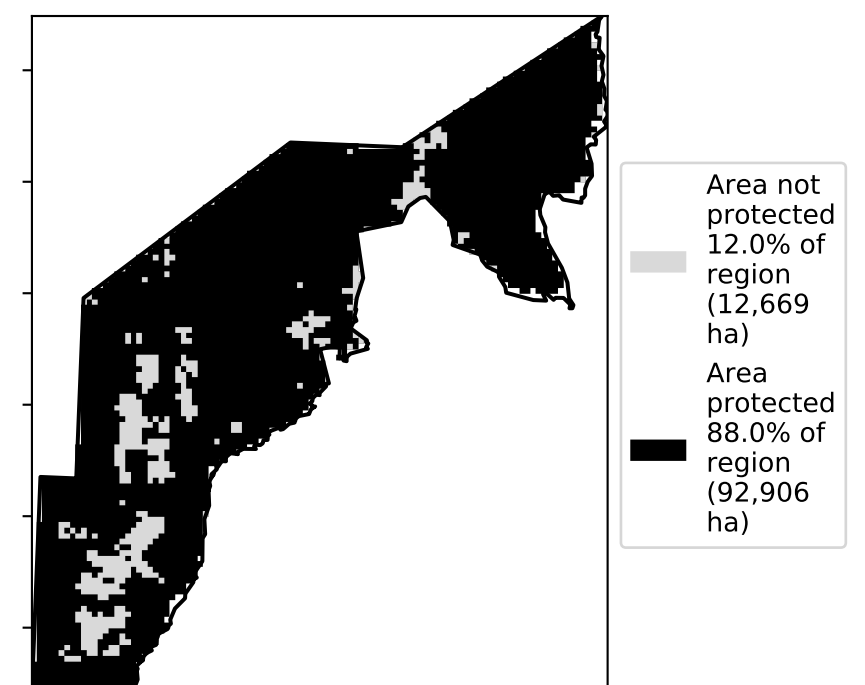 Area not
protected
12.0% of
region
(12,669
ha)
Area
protected
88.0% of
region
(92,906
ha)